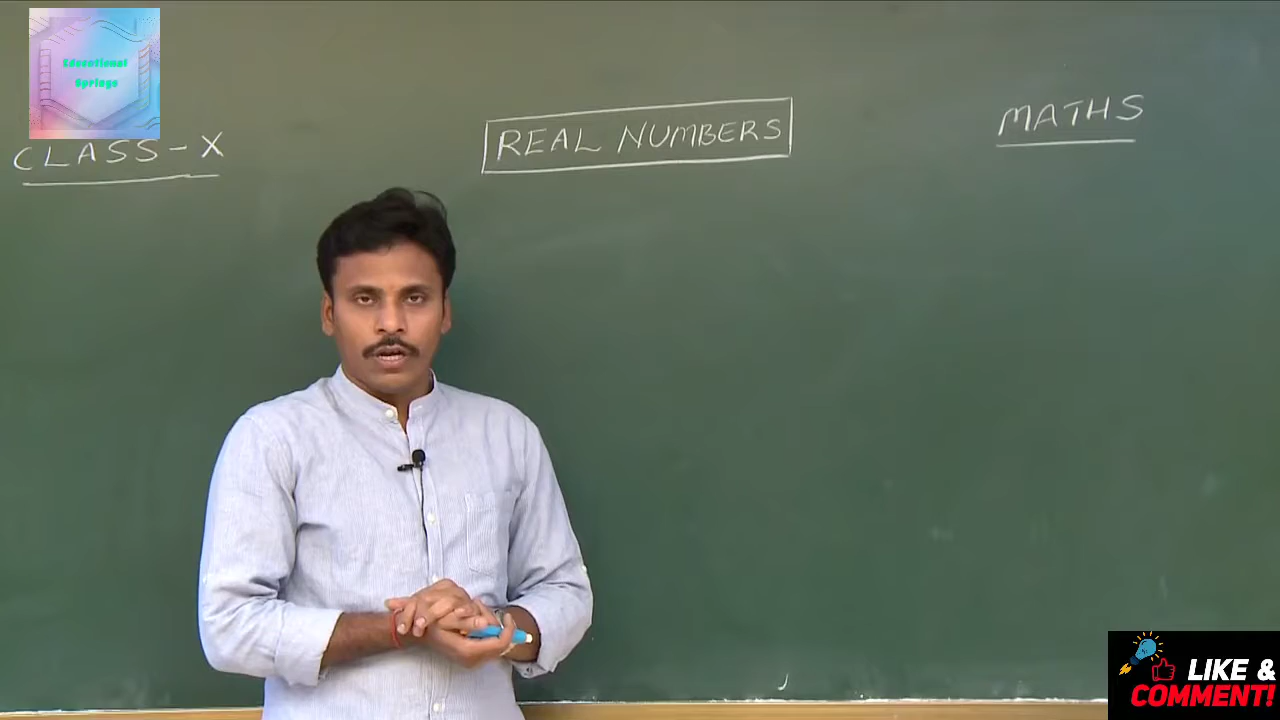 Educational
Springs
CLASS-X
REAL NUMBERS
MATHS
LIKE &
COMMENT!